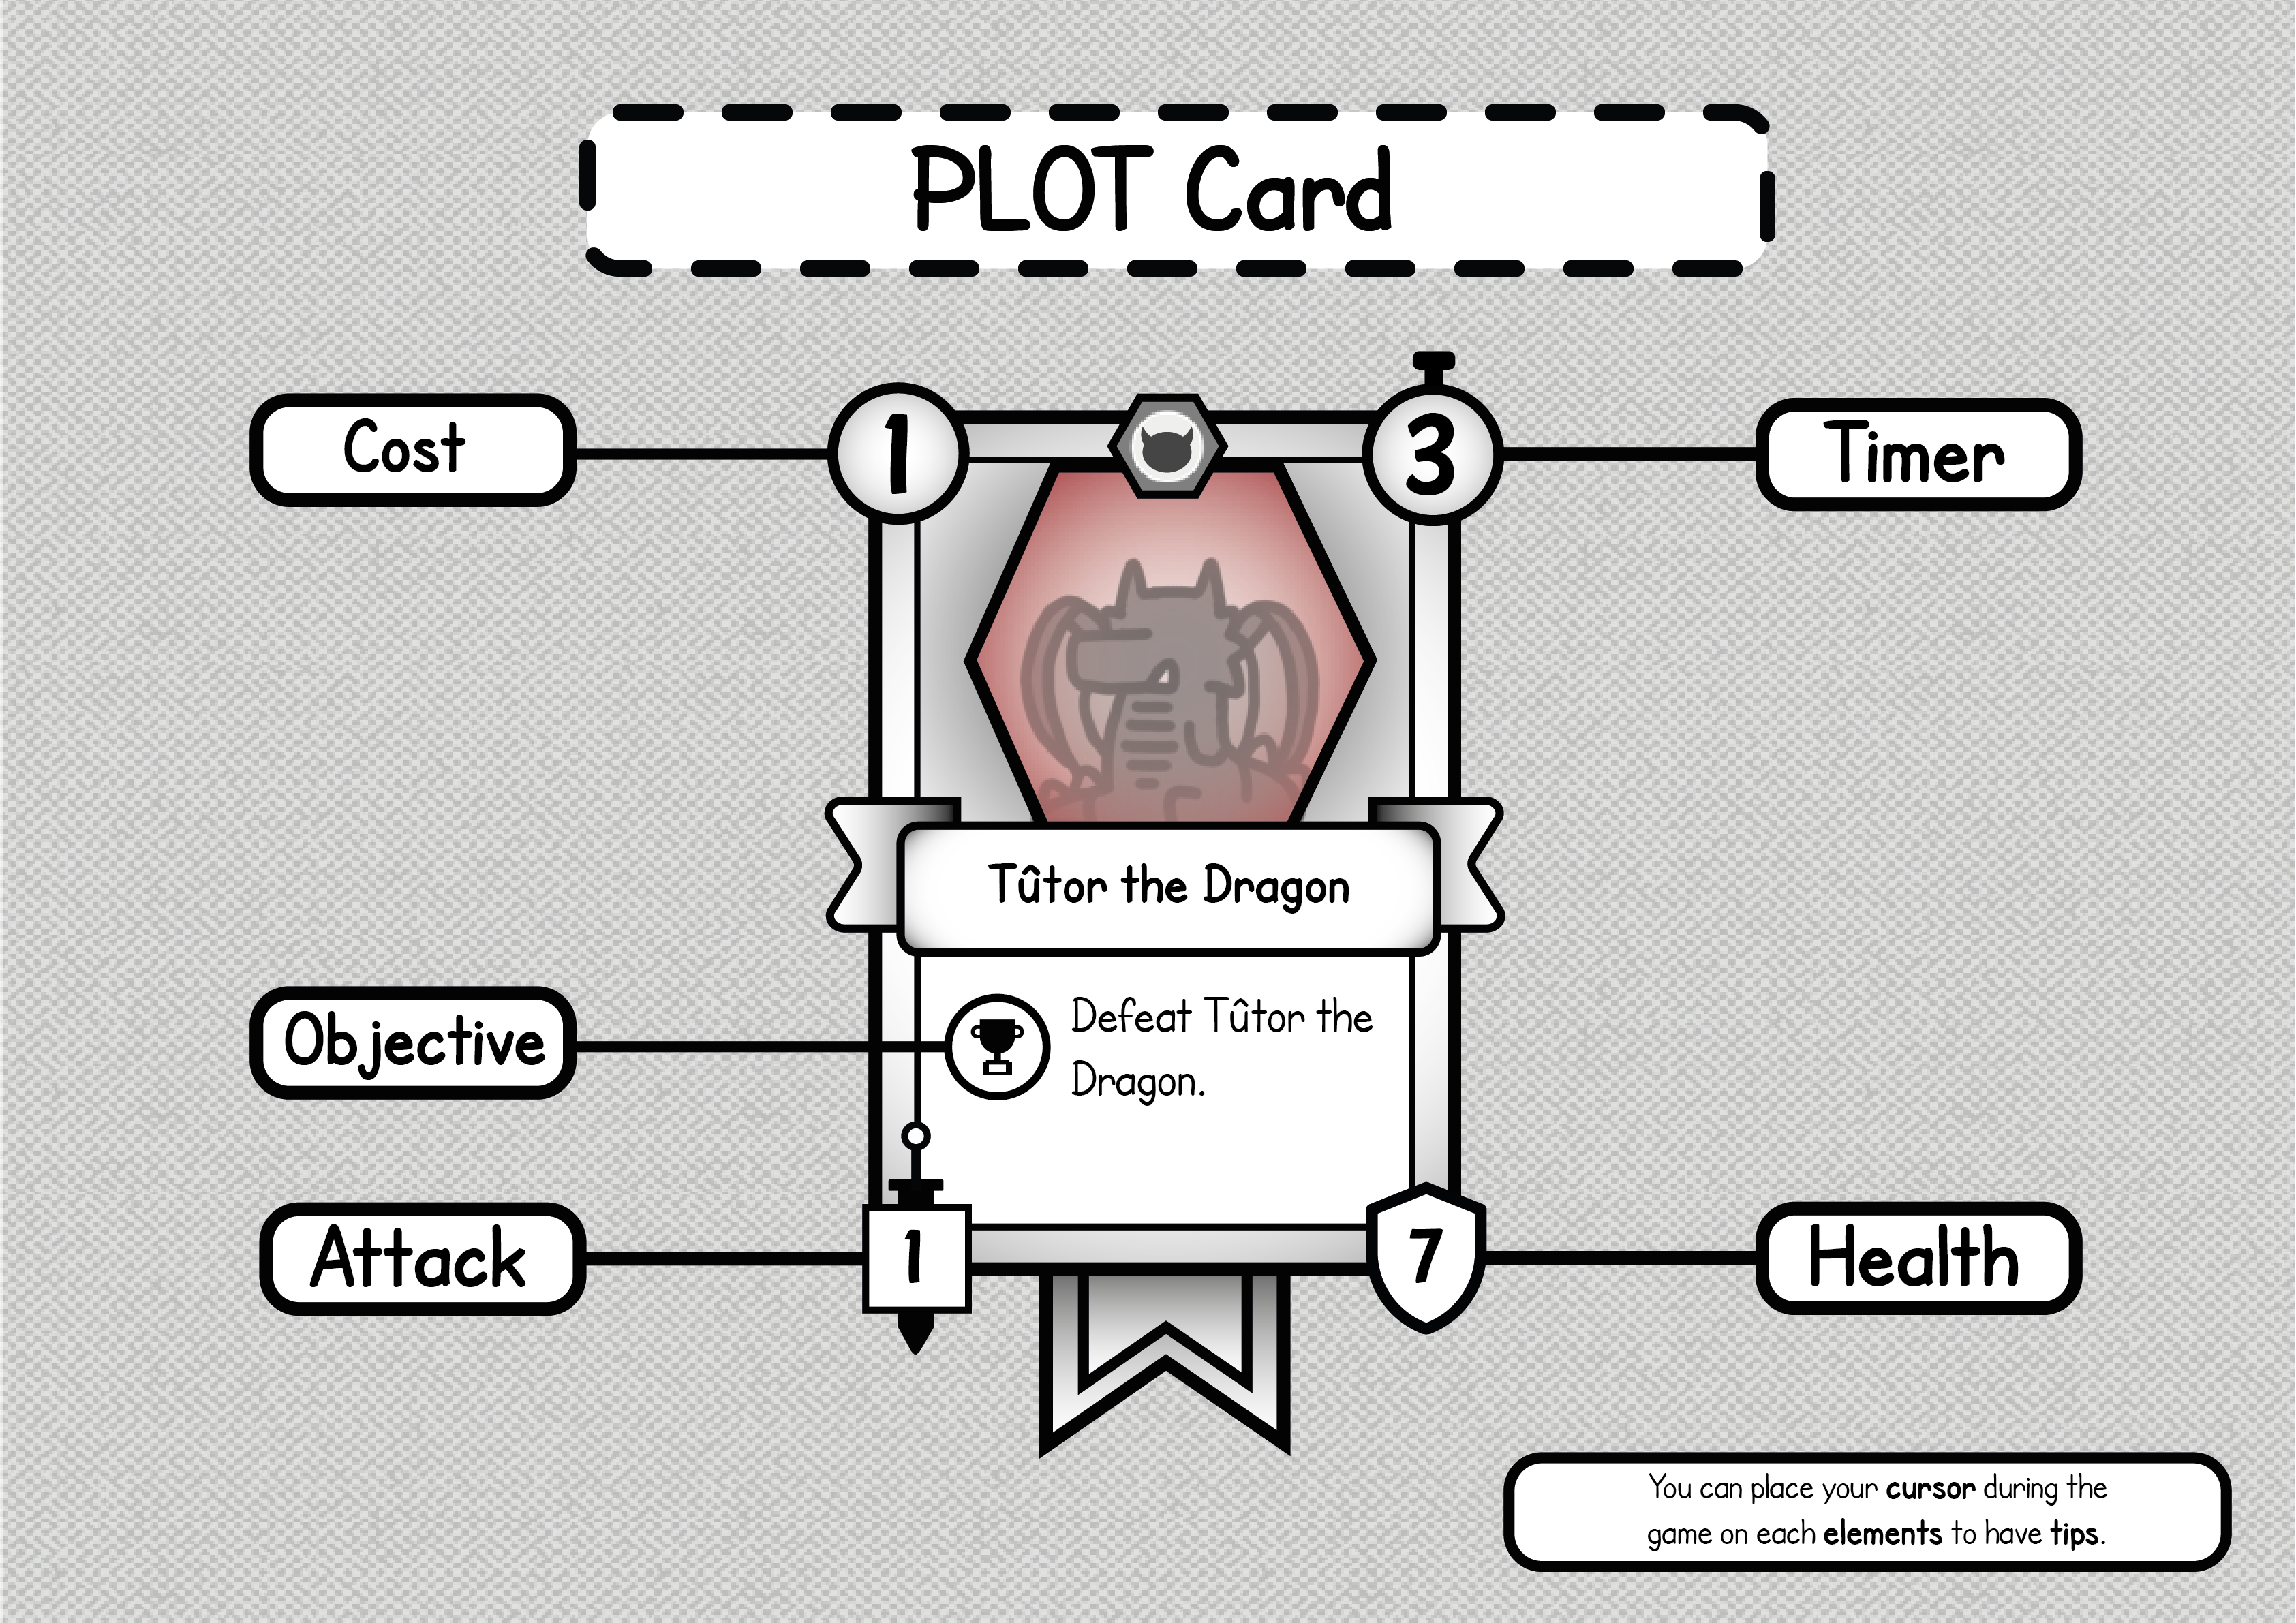 PLOT Card
Cost
1
3
Timer
Tûtor the Dragon
Objective
Defeat Tûtor the
Dragon.
Attack
1
7
Health
You can place your cursor during the
game on each elements to have tips.